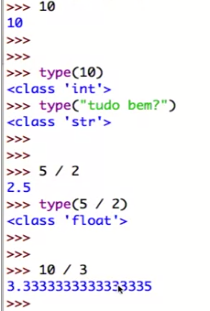 >>> 10
10
>>>
>>>
>>> type(10)
<class 'int'>
>>> type("tudo bem?")
<class 'str'>
>>>
>>>
>>> 5 / 2
2.5
>>> type(5 / 2)
<class 'float'>
>>>
>>>
>>> 10 / 3
3.3333333333333335
>>>